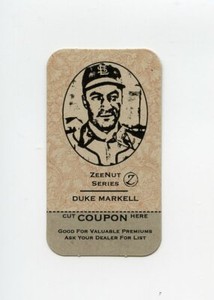 ZeeNut
Series Z
DUKE MARKELL
CUT COUPON HERE
Good For Valuable Premiums
Ask Your Dealer For List